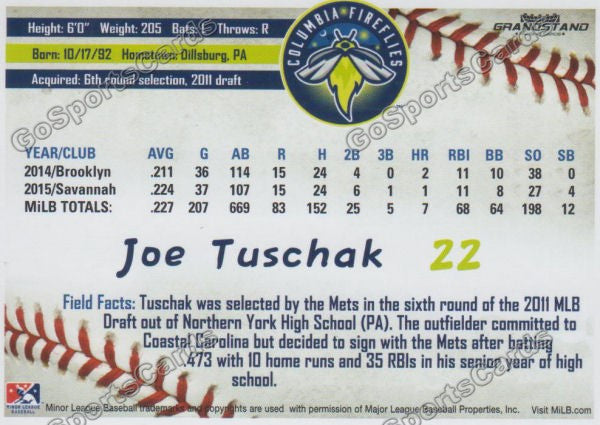 Height: 6'0" Weight: 205 Bats: Throws: R
GRANDSTAND
Born: 10/17/92 Hometown: Dillsburg, PA
Acquired: 6th round selection, 2011 draft
COLUMBIA FIREFLIES
YEAR/CLUB AVG G AB R H 2B 3B HR RBI BB SO SB
2014/Brooklyn .211 36 114 15 24 4 0 2 11 10 38 0
2015/Savannah .224 37 107 15 24 6 1 1 11 8 27 4
MiLB TOTALS: .227 207 669 83 152 25 5 7 68 64 198 12
Joe Tuschak 22
Field Facts: Tuschak was selected by the Mets in the sixth round of the 2011 MLB
Draft out of Northern York High School (PA). The outfielder committed to
Coastal Carolina but decided to sign with the Mets after batting
.473 with 10 home runs and 35 RBIs in his senior year of high
school.
MINOR LEAGUE
BASEBALL
Minor League Baseball trademarks and copyrights are used with permission of Major League Baseball Properties, Inc. Visit MiLB.com
GoSportsCards
GoSportsCards
GoSportsCards
GoSportsCards